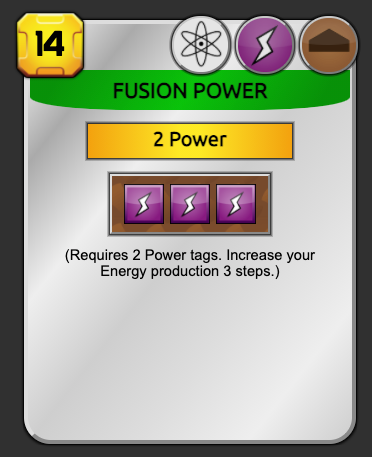 14
FUSION POWER
2 Power
(Requires 2 Power tags. Increase your
Energy production 3 steps.)